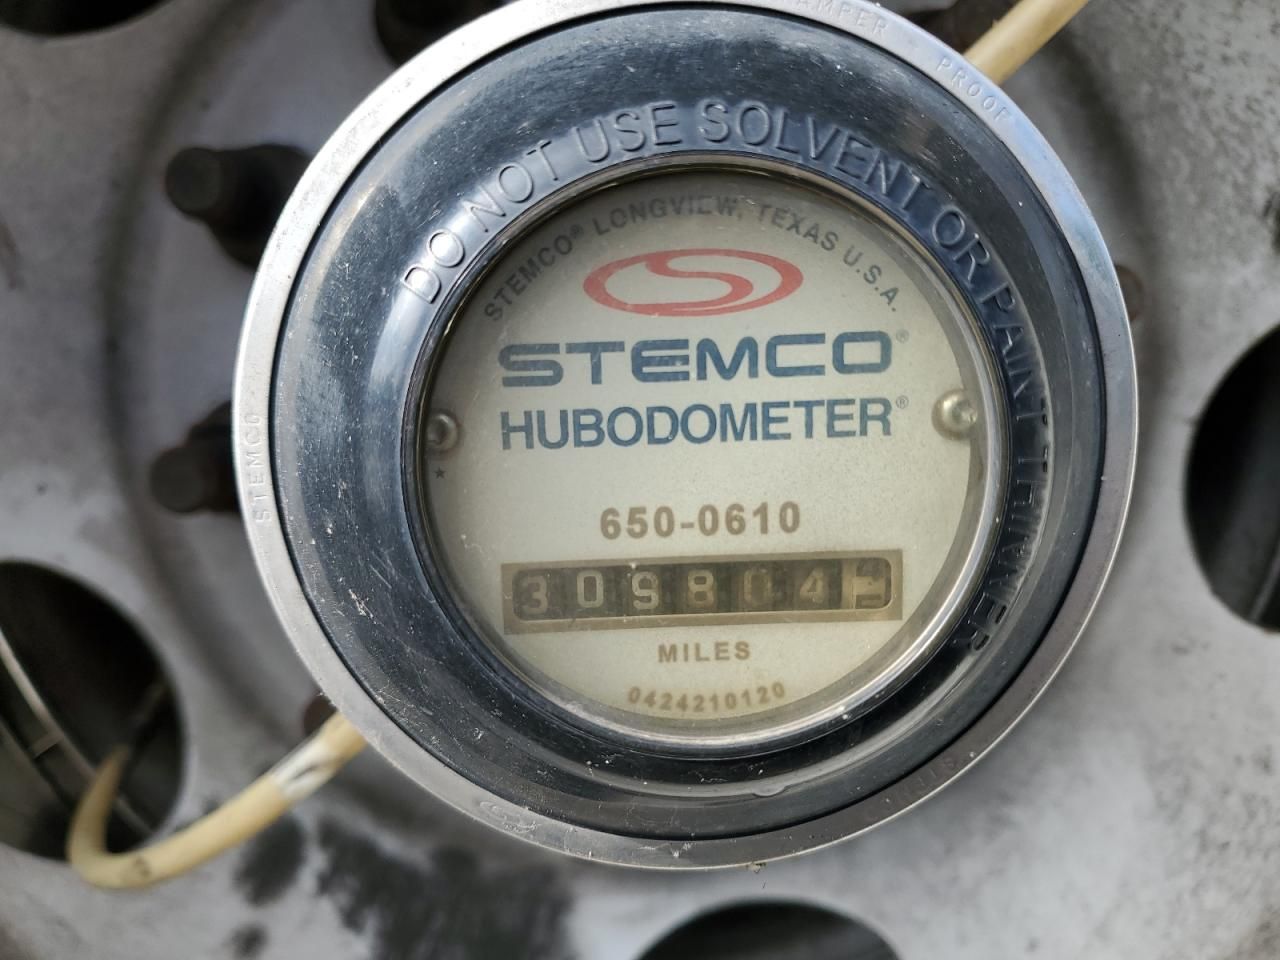 TAMPER PROOF
DO NOT USE SOLVENT OR PAINT THINNER
STEMCO® LONGVIEW, TEXAS U.S.A.
STEMCO®
HUBODOMETER®
STEMCO
650-0610
309804
MILES
0424210120